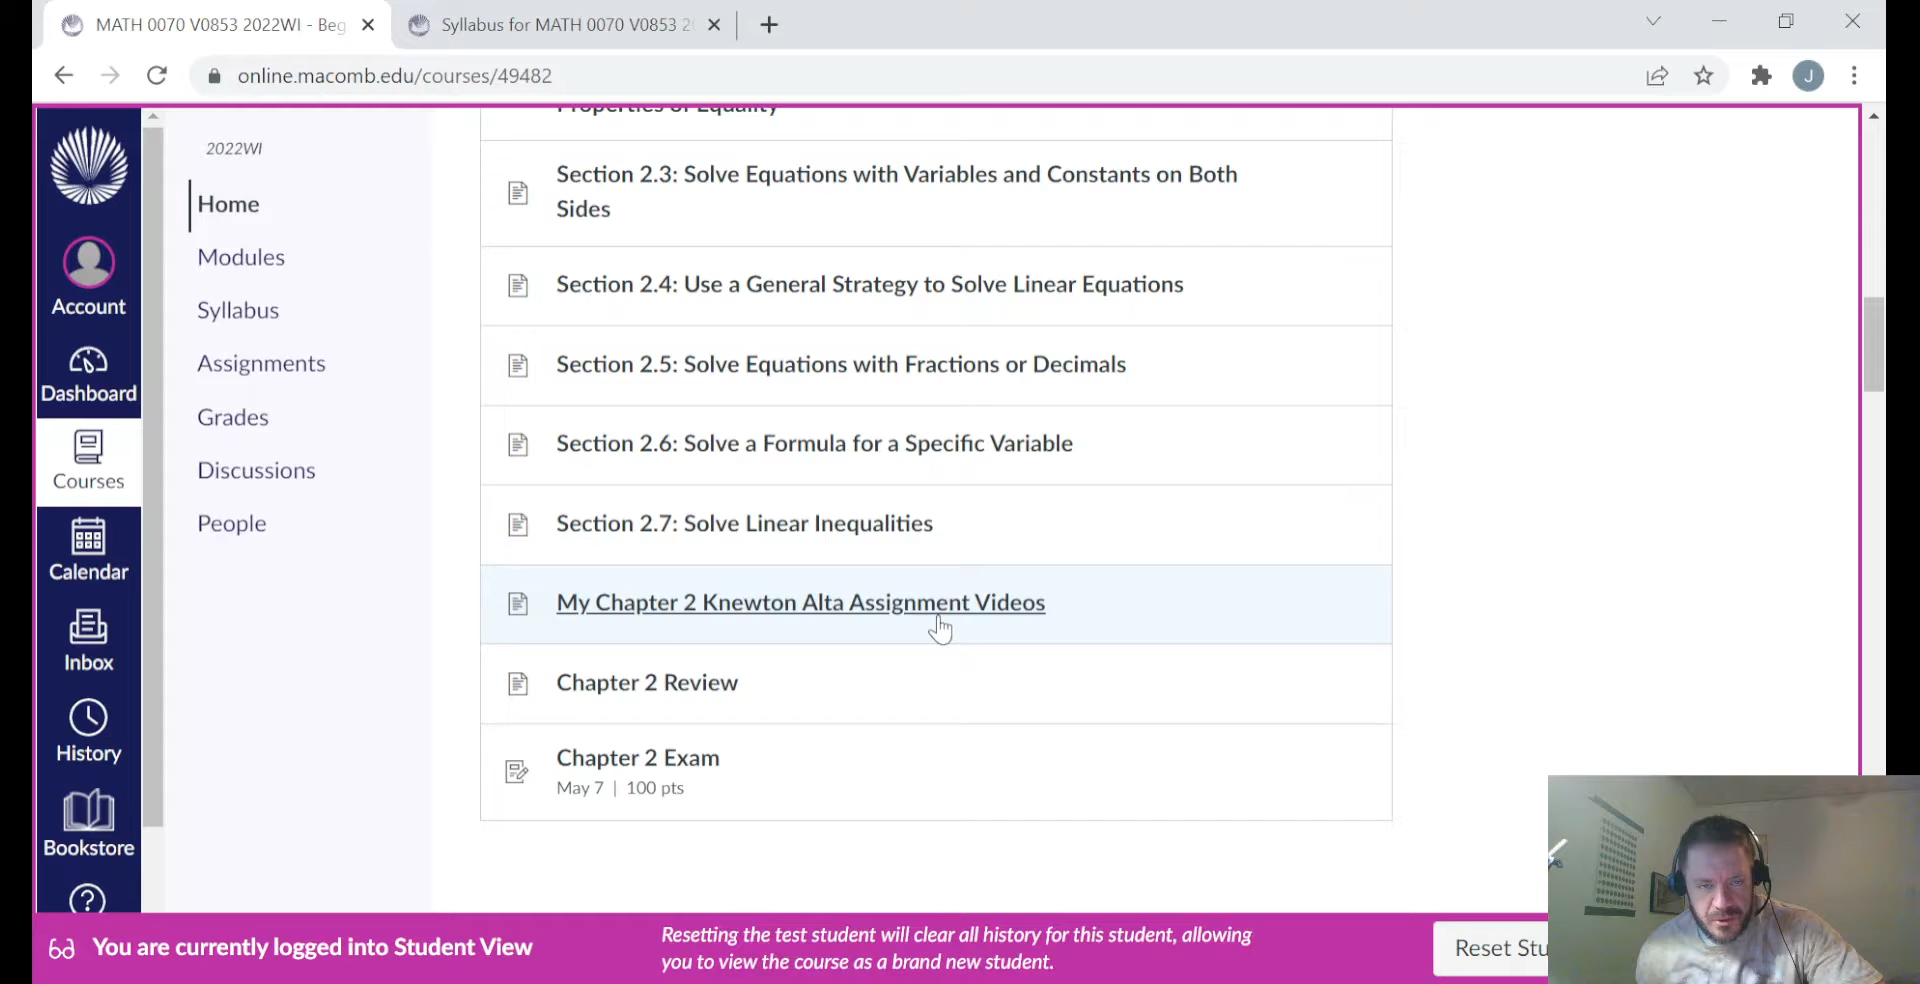 MATH 0070 V0853 2022WI - Beg
Syllabus for MATH 0070 V0853 2
online.macomb.edu/courses/49482
J
Properties of Equality
2022WI
Home
Modules
Syllabus
Assignments
Grades
Discussions
People
Account
Dashboard
Courses
Calendar
Inbox
History
Bookstore
Section 2.3: Solve Equations with Variables and Constants on Both
Sides
Section 2.4: Use a General Strategy to Solve Linear Equations
Section 2.5: Solve Equations with Fractions or Decimals
Section 2.6: Solve a Formula for a Specific Variable
Section 2.7: Solve Linear Inequalities
My Chapter 2 Knewton Alta Assignment Videos
Chapter 2 Review
Chapter 2 Exam
May 7 | 100 pts
You are currently logged into Student View
Resetting the test student will clear all history for this student, allowing
you to view the course as a brand new student.
Reset Stu